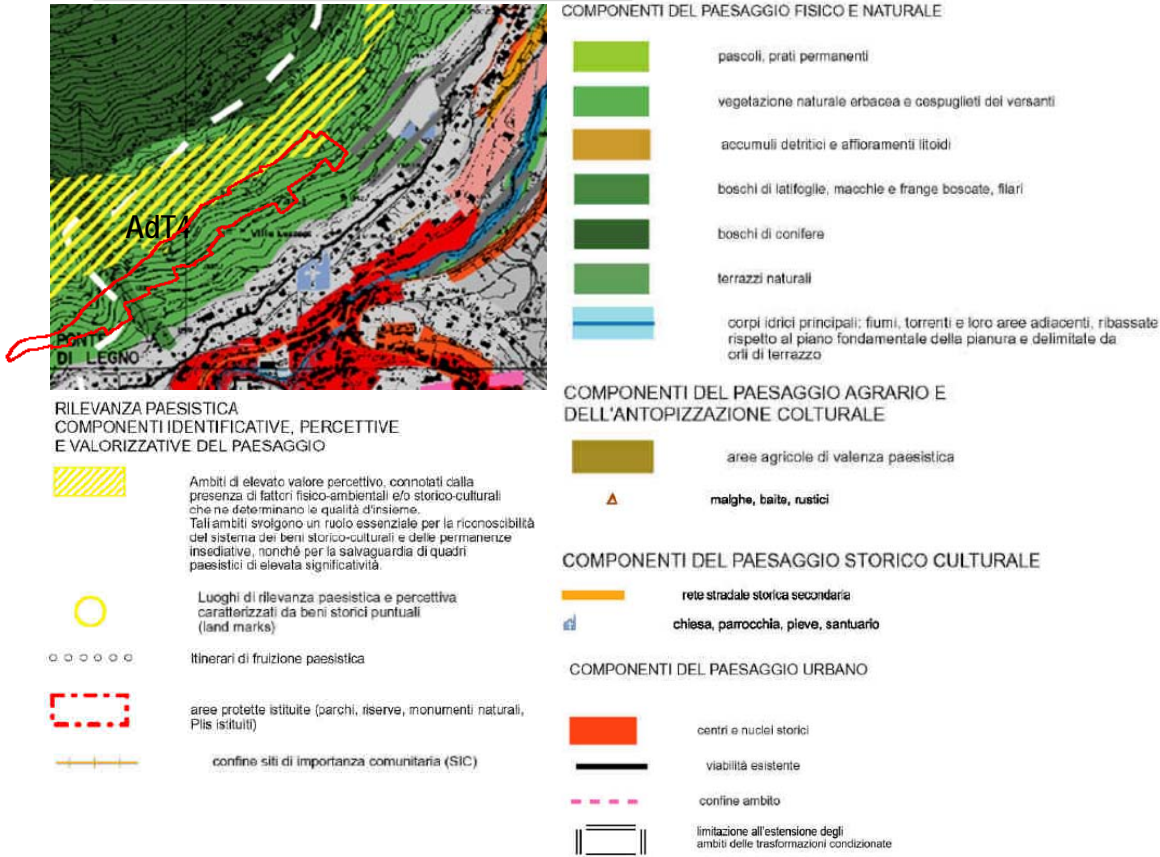 AdT4
Villa Luzzago
PONTE
DI LEGNO
RILEVANZA PAESISTICA
COMPONENTI IDENTIFICATIVE, PERCETTIVE
E VALORIZZATIVE DEL PAESAGGIO
Ambiti di elevato valore percettivo, connotati dalla
presenza di fattori fisico-ambientali e/o storico-culturali
che ne determinano le qualità d'insieme.
Tali ambiti svolgono un ruolo essenziale per la riconoscibilità
del sistema dei beni storico-culturali e delle permanenze
insediative, nonché per la salvaguardia di quadri
paesistici di elevata significatività.
Luoghi di rilevanza paesistica e percettiva
caratterizzati da beni storici puntuali
(land marks)
Itinerari di fruizione paesistica
aree protette istituite (parchi, riserve, monumenti naturali,
Plis istituiti)
confine siti di importanza comunitaria (SIC)
COMPONENTI DEL PAESAGGIO FISICO E NATURALE
pascoli, prati permanenti
vegetazione naturale erbacea e cespuglieti dei versanti
accumuli detritici e affioramenti litoidi
boschi di latifoglie, macchie e frange boscate, filari
boschi di conifere
terrazzi naturali
corpi idrici principali: fiumi, torrenti e loro aree adiacenti, ribassate
rispetto al piano fondamentale della pianura e delimitate da
orli di terrazzo
COMPONENTI DEL PAESAGGIO AGRARIO E
DELL'ANTOPIZZAZIONE COLTURALE
aree agricole di valenza paesistica
malghe, baite, rustici
COMPONENTI DEL PAESAGGIO STORICO CULTURALE
rete stradale storica secondaria
chiesa, parrocchia, pieve, santuario
COMPONENTI DEL PAESAGGIO URBANO
centri e nuclei storici
viabilità esistente
confine ambito
limitazione all'estensione degli
ambiti delle trasformazioni condizionate